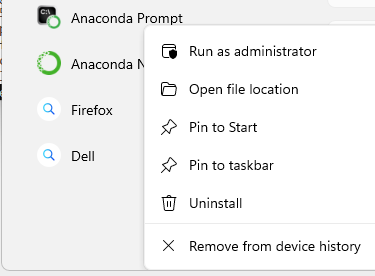 Anaconda Prompt
Anaconda N
Firefox
Dell
Run as administrator
Open file location
Pin to Start
Pin to taskbar
Uninstall
Remove from device history